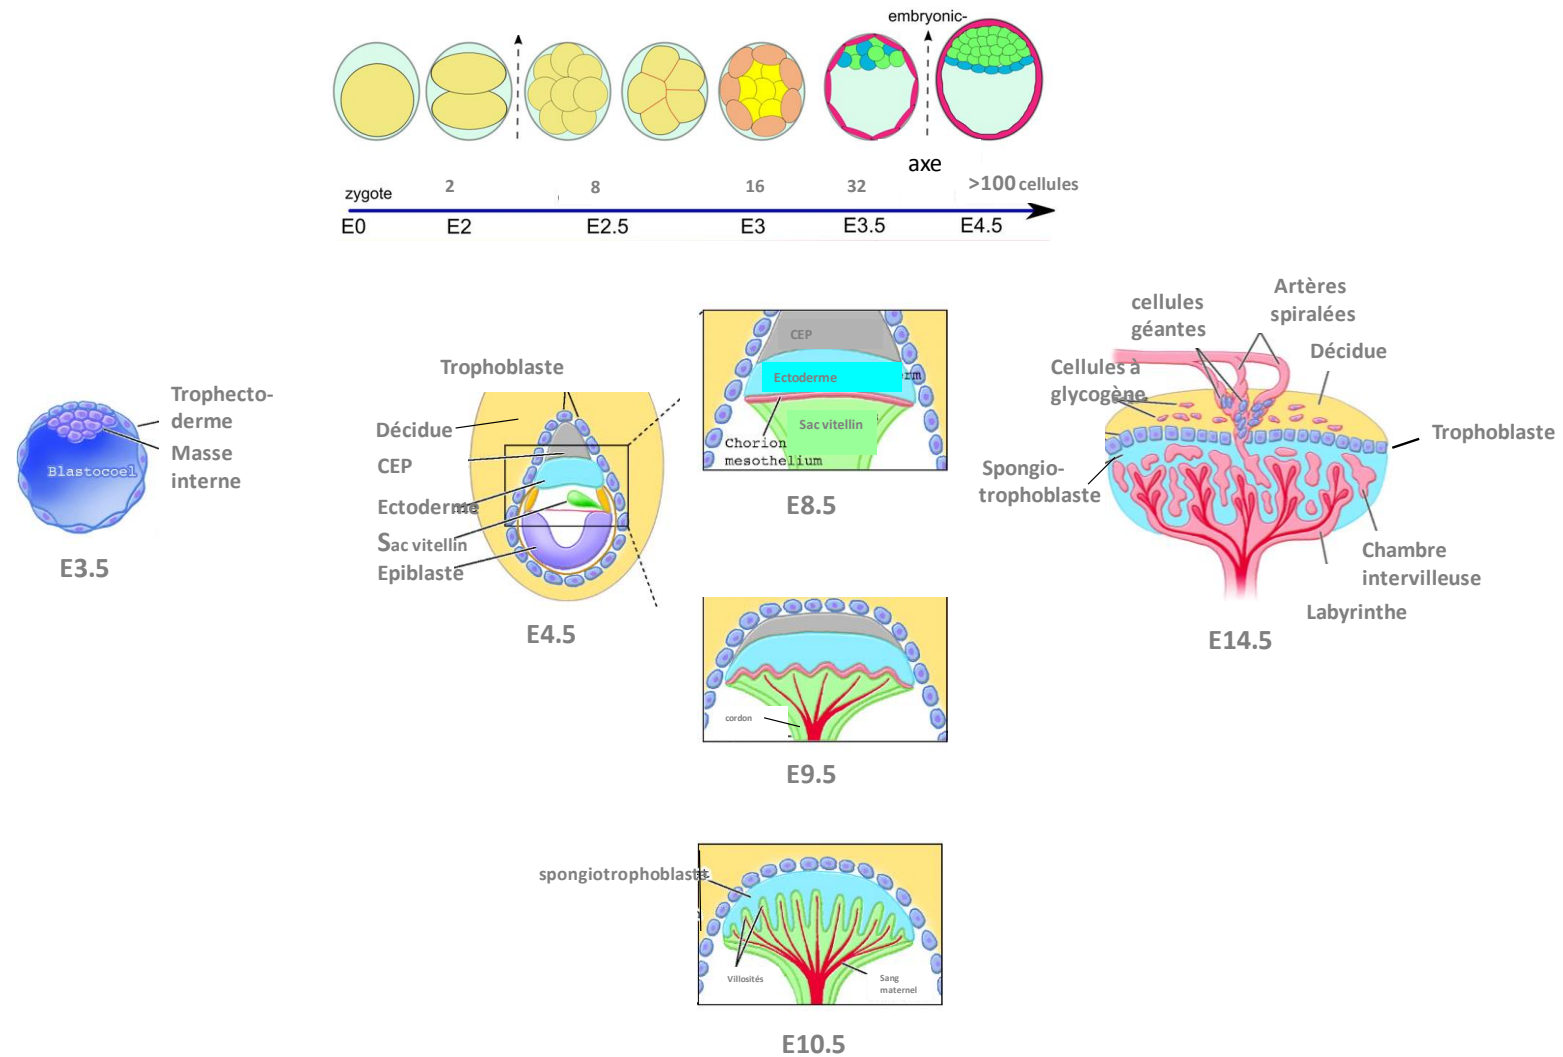 embryonic-
axe
zygote
2
8
16
32
>100 cellules
E0
E2
E2.5
E3
E3.5
E4.5
Trophecto-
derme
Masse
interne
Blastocoel
E3.5
Trophoblaste
Décidue
CEP
Ectoderme
Sac vitellin
Epiblaste
E4.5
CEP
Ectoderme
Sac vitellin
Chorion
mesothelium
E8.5
cordon
E9.5
spongiotrophoblaste
Villosités
Sang
maternel
E10.5
cellules
géantes
Artères
spiralées
Décidue
Cellules à
glycogène
Trophoblaste
Spongio-
trophoblaste
Chambre
intervilleuse
Labyrinthe
E14.5